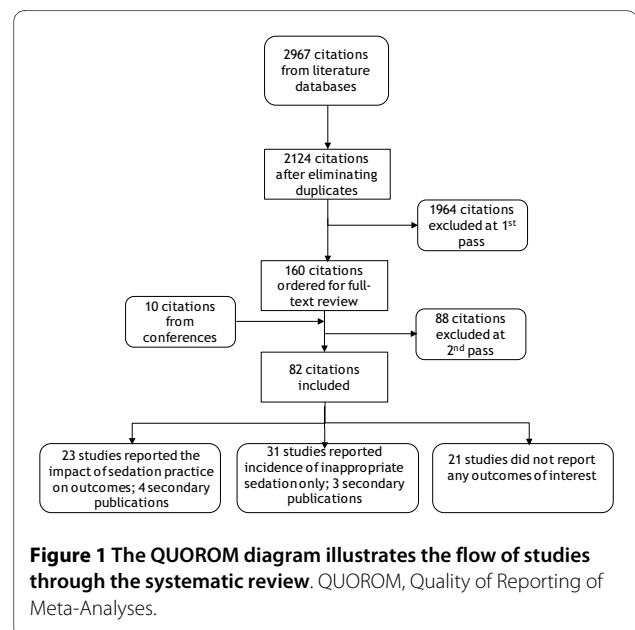 2967 citations
from literature
databases
2124 citations
after eliminating
duplicates
1964 citations
excluded at 1st
pass
160 citations
ordered for full-
text review
10 citations
from
conferences
88 citations
excluded at
2nd pass
82 citations
included
23 studies reported the
impact of sedation practice
on outcomes; 4 secondary
publications
31 studies reported
incidence of inappropriate
sedation only; 3 secondary
publications
21 studies did not report
any outcomes of interest
Figure 1 The QUOROM diagram illustrates the flow of studies
through the systematic review. QUOROM, Quality of Reporting of
Meta-Analyses.